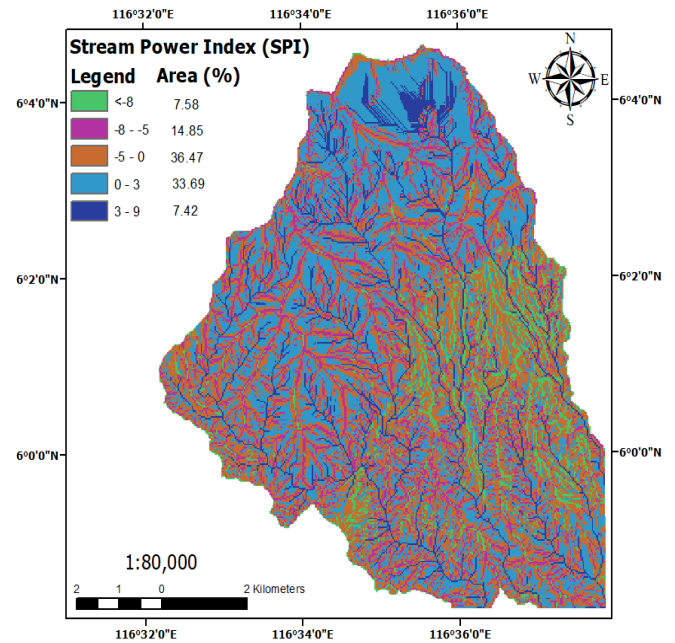 116°32'0"E 116°34'0"E 116°36'0"E
Stream Power Index (SPI)
Legend Area (%)
<-8 7.58
-8 - -5 14.85
-5 - 0 36.47
0 - 3 33.69
3 - 9 7.42
N
W E
S
6°4'0"N 6°4'0"N
6°2'0"N 6°2'0"N
6°0'0"N 6°0'0"N
1:80,000
2 1 0 2 Kilometers
116°32'0"E 116°34'0"E 116°36'0"E